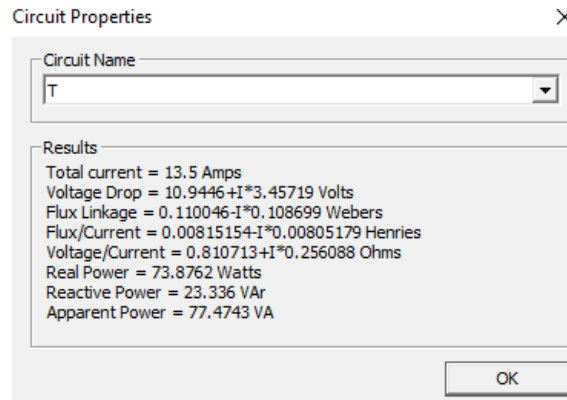 Circuit Properties
Circuit Name
T
Results
Total current = 13.5 Amps
Voltage Drop = 10.9446+I*3.45719 Volts
Flux Linkage = 0.110046-I*0.108699 Webers
Flux/Current = 0.00815154-I*0.00805179 Henries
Voltage/Current = 0.810713+I*0.256088 Ohms
Real Power = 73.8762 Watts
Reactive Power = 23.336 VAr
Apparent Power = 77.4743 VA
OK